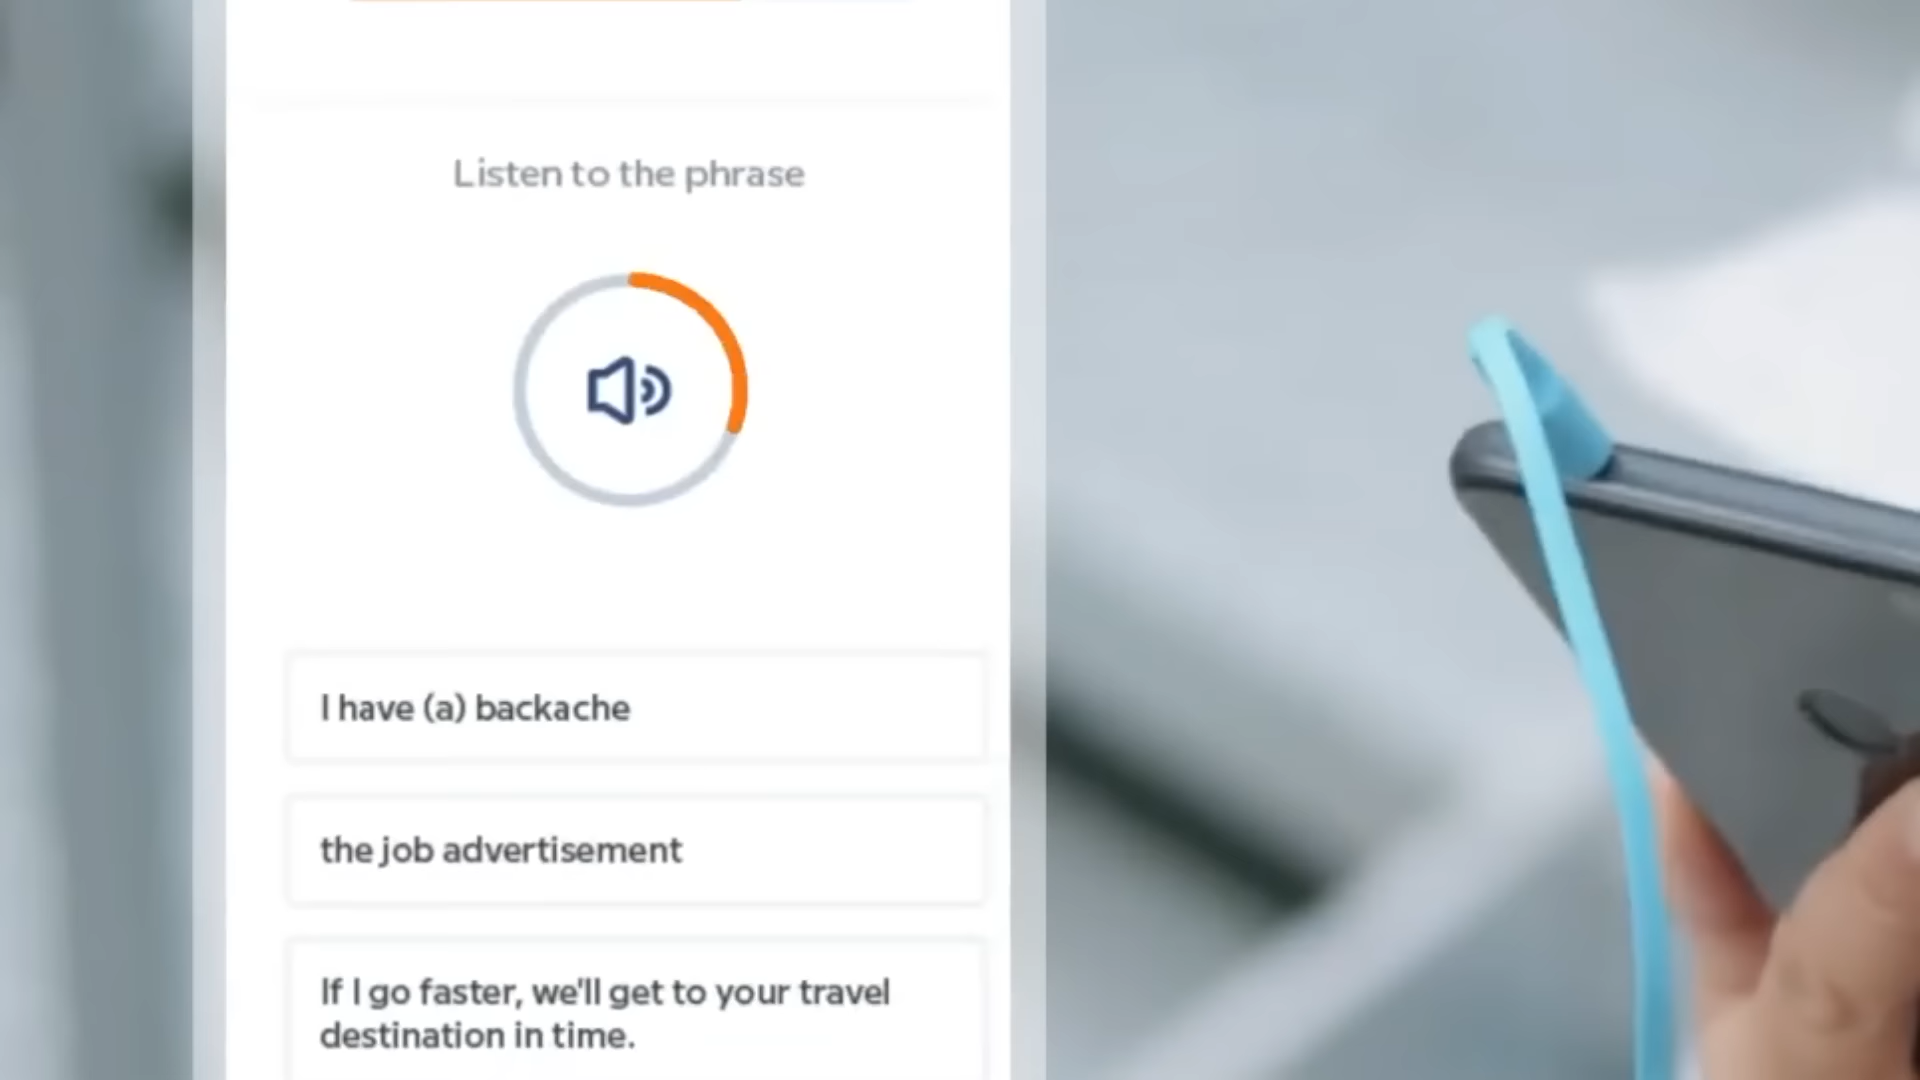 Listen to the phrase
I have (a) backache
the job advertisement
If I go faster, we'll get to your travel
destination in time.